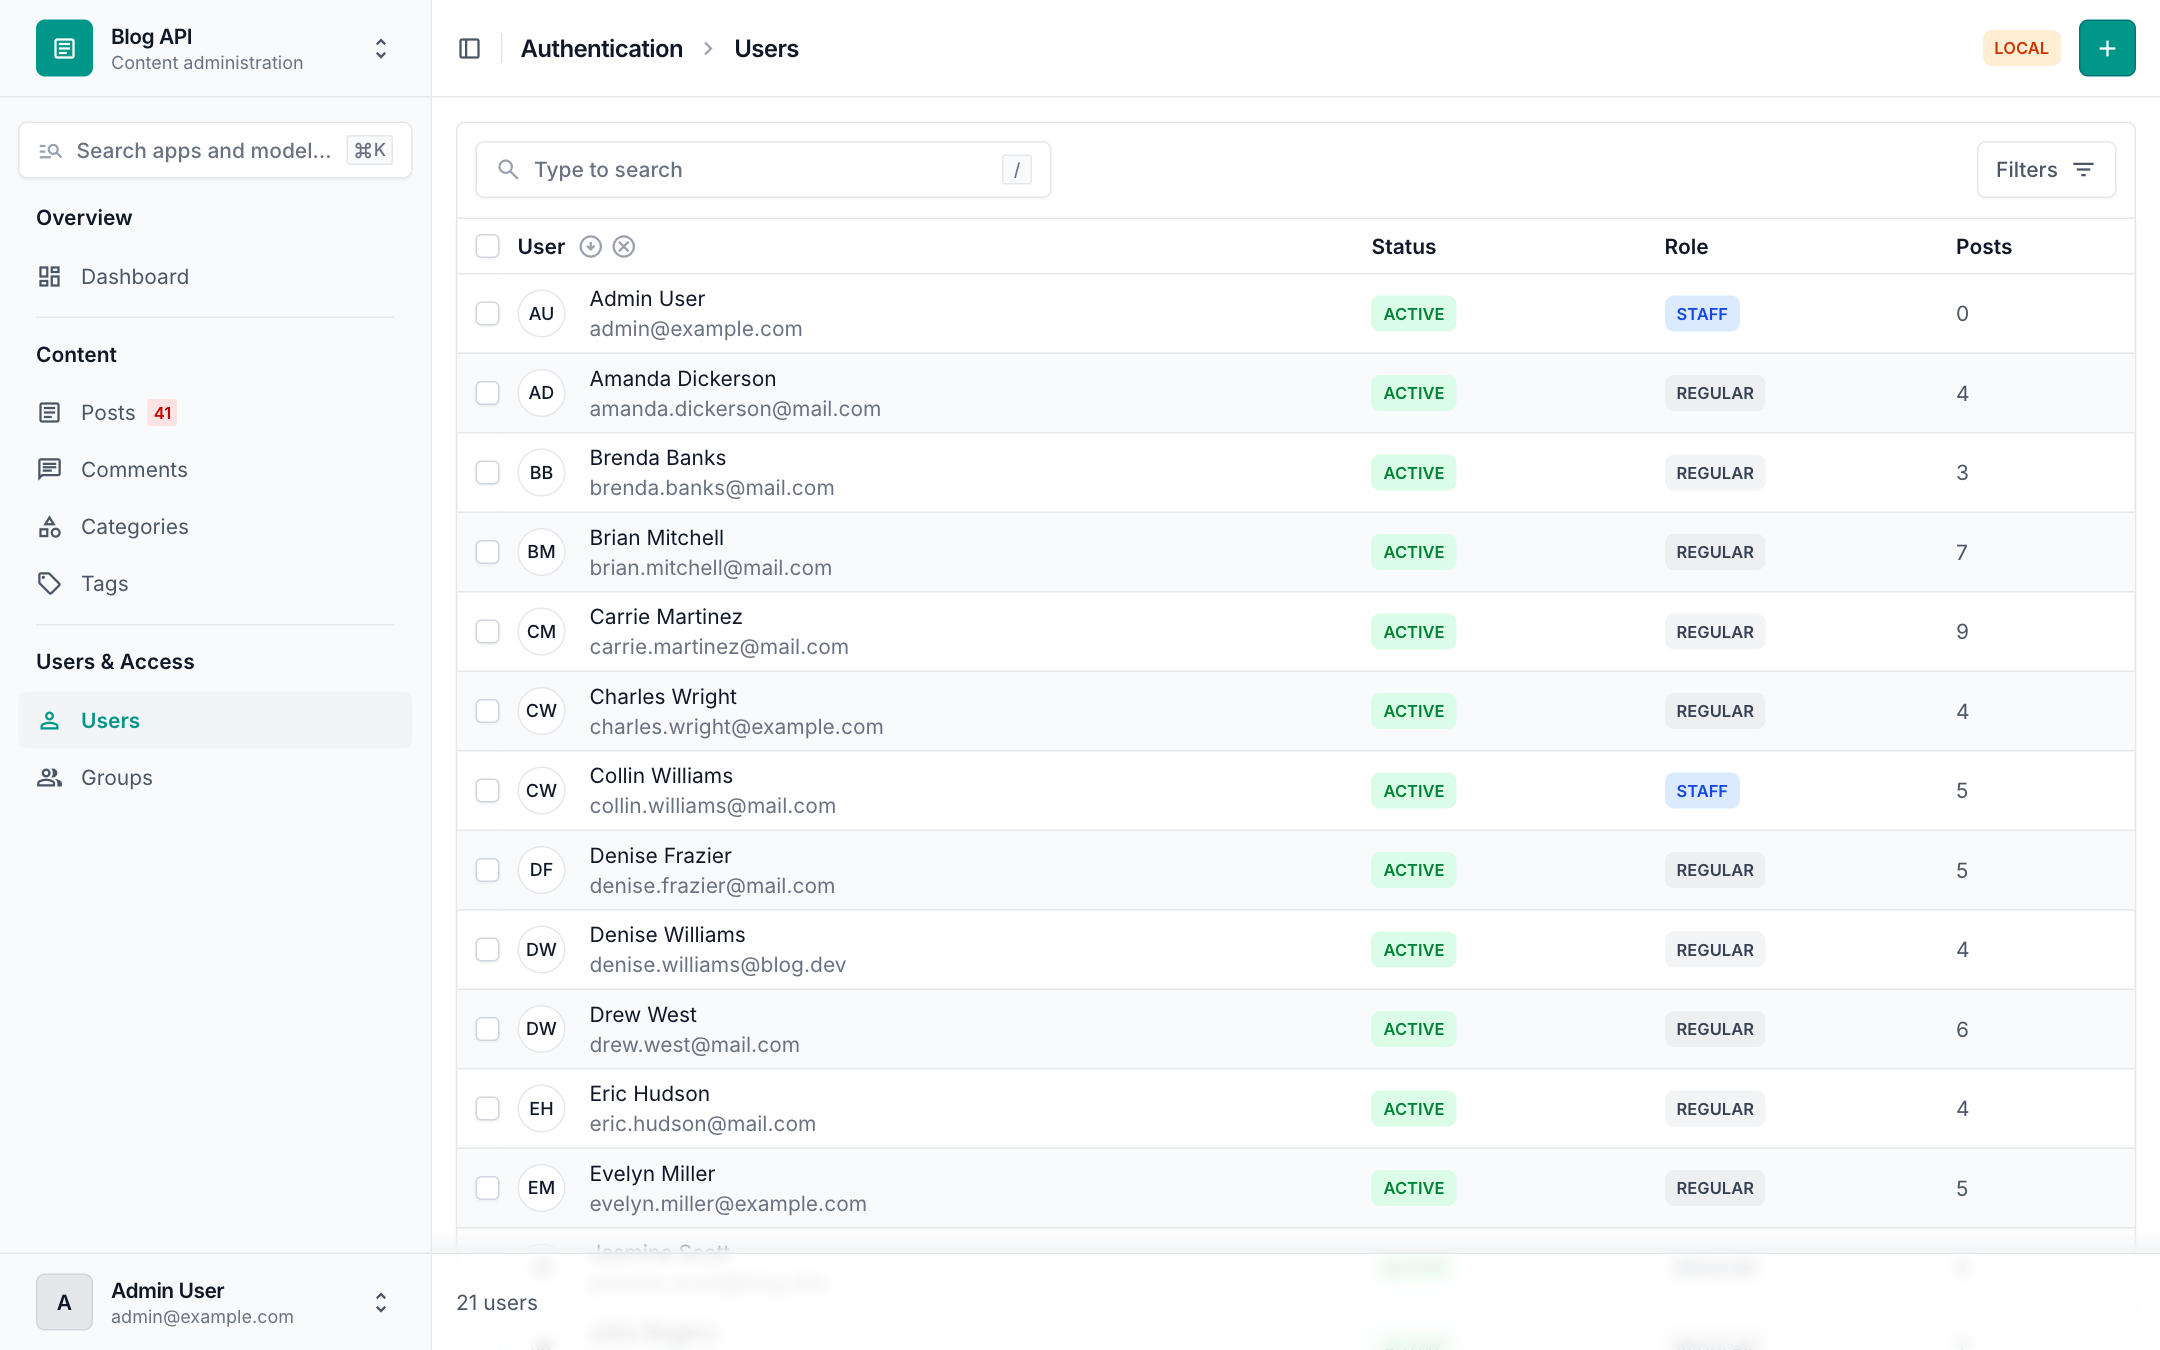 Blog API
Content administration
Search apps and model...
⌘K
Overview
Dashboard
Content
Posts 41
Comments
Categories
Tags
Users & Access
Users
Groups
A
Admin User
admin@example.com
Authentication > Users
LOCAL
+
Type to search
/
Filters
User Status Role Posts
AU Admin User ACTIVE STAFF 0
admin@example.com
AD Amanda Dickerson ACTIVE REGULAR 4
amanda.dickerson@mail.com
BB Brenda Banks ACTIVE REGULAR 3
brenda.banks@mail.com
BM Brian Mitchell ACTIVE REGULAR 7
brian.mitchell@mail.com
CM Carrie Martinez ACTIVE REGULAR 9
carrie.martinez@mail.com
CW Charles Wright ACTIVE REGULAR 4
charles.wright@example.com
CW Collin Williams ACTIVE STAFF 5
collin.williams@mail.com
DF Denise Frazier ACTIVE REGULAR 5
denise.frazier@mail.com
DW Denise Williams ACTIVE REGULAR 4
denise.williams@blog.dev
DW Drew West ACTIVE REGULAR 6
drew.west@mail.com
EH Eric Hudson ACTIVE REGULAR 4
eric.hudson@mail.com
EM Evelyn Miller ACTIVE REGULAR 5
evelyn.miller@example.com
21 users